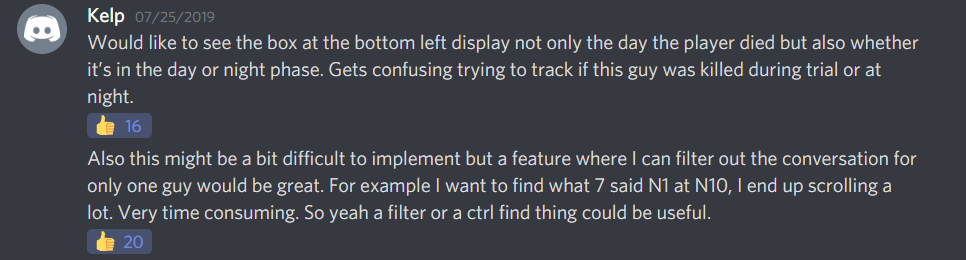 Kelp 07/25/2019
Would like to see the box at the bottom left display not only the day the player died but also whether
it’s in the day or night phase. Gets confusing trying to track if this guy was killed during trial or at
night.
16
Also this might be a bit difficult to implement but a feature where I can filter out the conversation for
only one guy would be great. For example I want to find what 7 said N1 at N10, I end up scrolling a
lot. Very time consuming. So yeah a filter or a ctrl find thing could be useful.
20